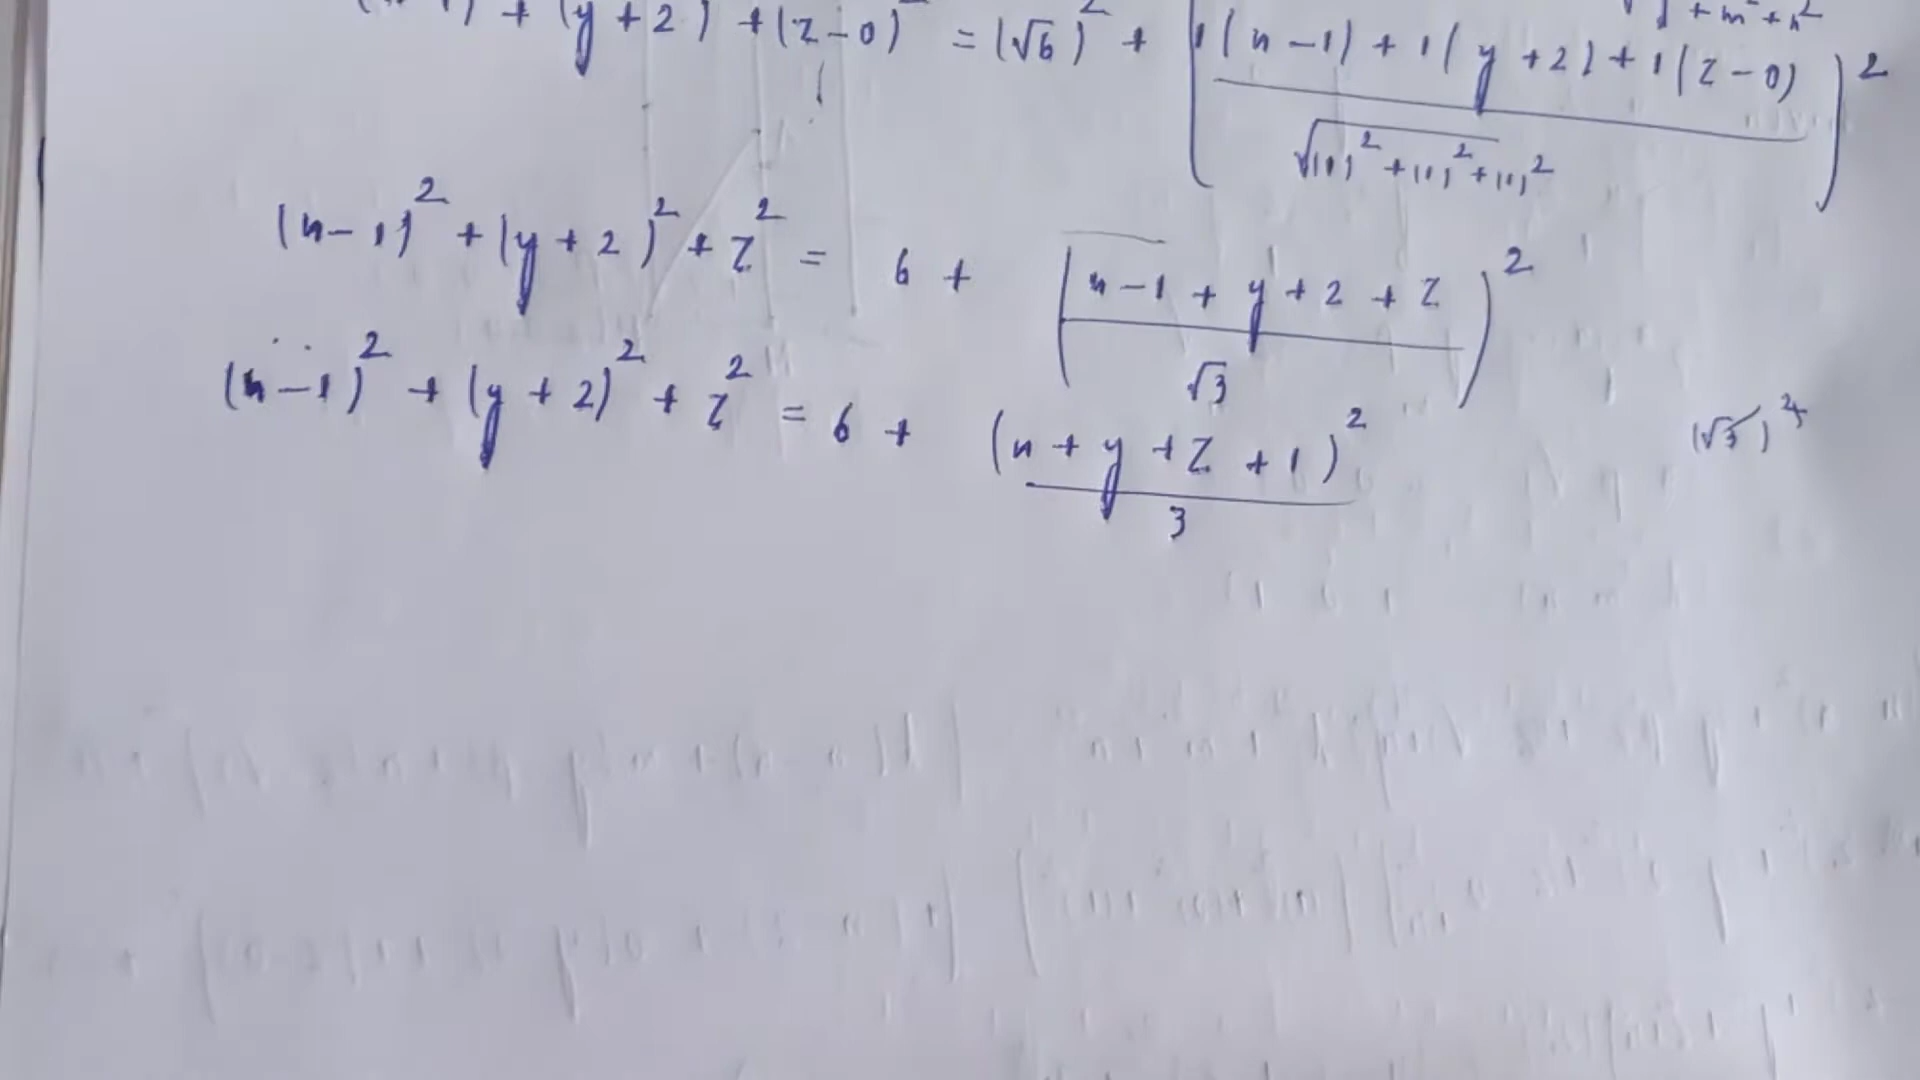 (x-1)² + (y+2)² + (z-0)² = (√6)² + (1(x-1) + 1(y+2) + 1(z-0) / √(1)² + (1)² + (1)²)²
(x-1)² + (y+2)² + z² = 6 + (x-1 + y+2 + z / √3)²
(x-1)² + (y+2)² + z² = 6 + (x+y+z+1)² / 3
(√3)²